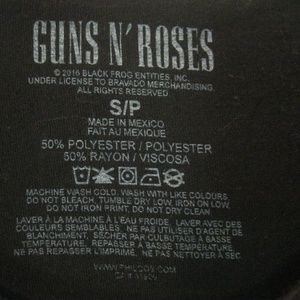 GUNS N' ROSES
© 2016 BLACK FROG ENTITIES, INC.
UNDER LICENSE TO BRAVADO MERCHANDISING.
ALL RIGHTS RESERVED
S/P
MADE IN MEXICO
FAIT AU MEXIQUE
50% POLYESTER / POLYESTER
50% RAYON / VISCOSA
MACHINE WASH COLD. WASH WITH LIKE COLOURS.
DO NOT BLEACH, TUMBLE DRY LOW, IRON ON LOW.
DO NOT IRON PRINT, DO NOT DRY CLEAN
LAVER À LA MACHINE À L'EAU FROIDE. LAVER AVEC DES
COULEURS SEMBLABLES. NE PAS UTILISER D'AGENT DE
BLANCHIMENT, SÉCHER PAR CULBUTAGE À BASSE
TEMPERATURE. REPASSER À BASSE TEMPÉRATURE.
NE PAS REPASSER L'IMPRIMÉ. NE PAS NETTOYER À SEC